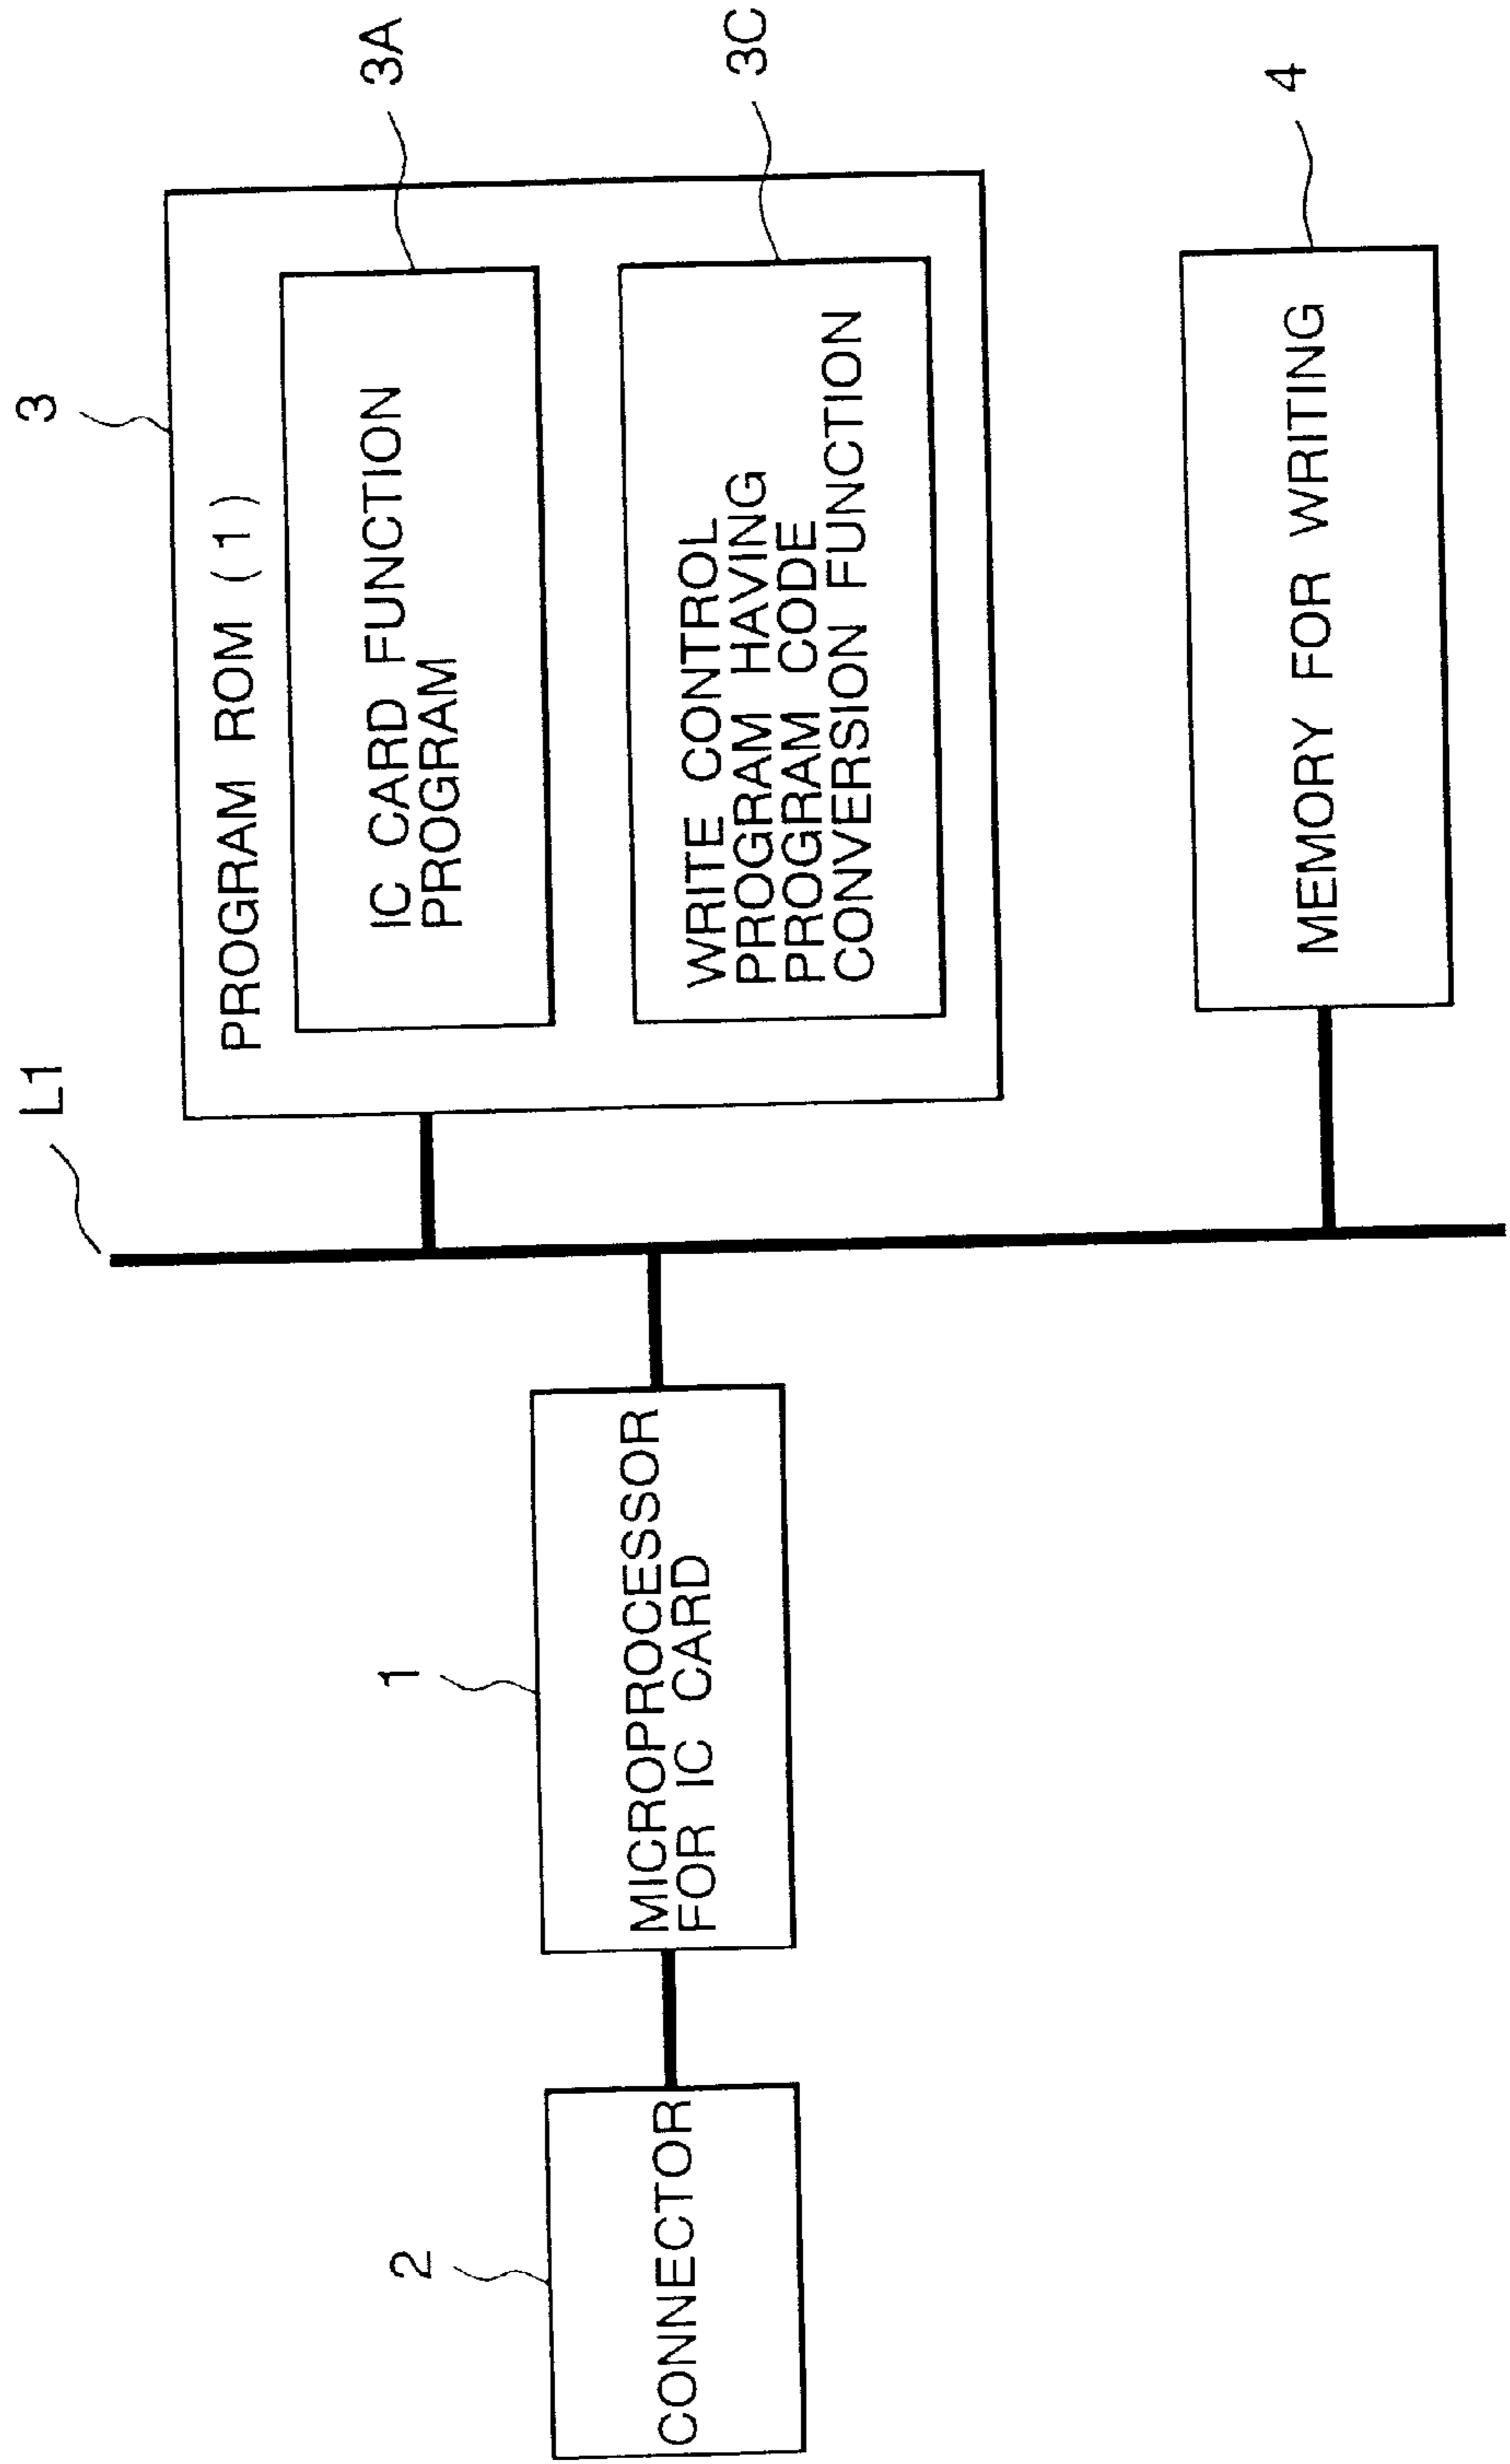 L1
3
PROGRAM ROM (1)
3A
IC CARD FUNCTION
PROGRAM
3C
WRITE CONTROL
PROGRAM HAVING
PROGRAM CODE
CONVERSION FUNCTION
4
MEMORY FOR WRITING
1
MICROPROCESSOR
FOR IC CARD
2
CONNECTOR